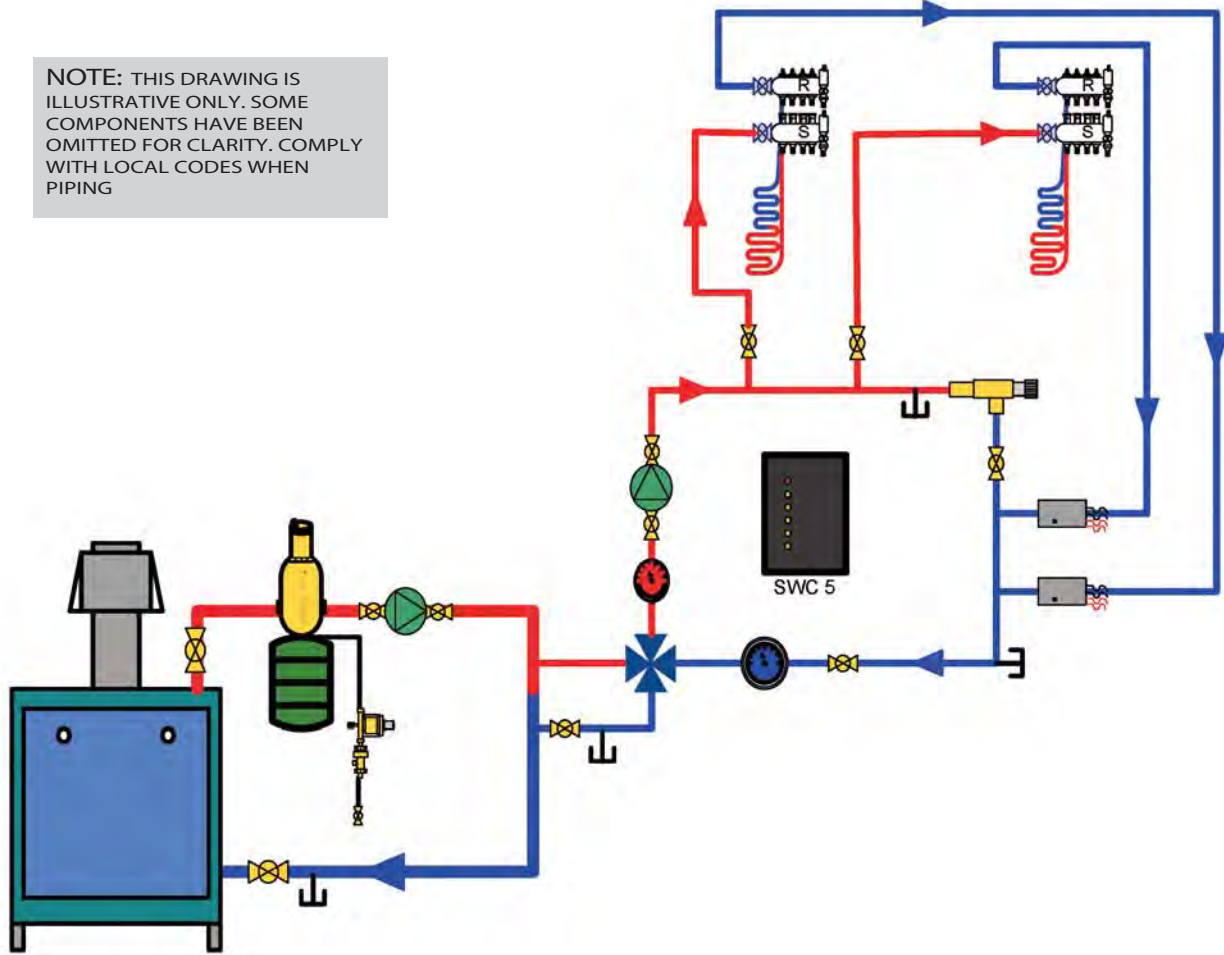 NOTE: THIS DRAWING IS
ILLUSTRATIVE ONLY. SOME
COMPONENTS HAVE BEEN
OMITTED FOR CLARITY. COMPLY
WITH LOCAL CODES WHEN
PIPING
R
R
S
S
SWC 5